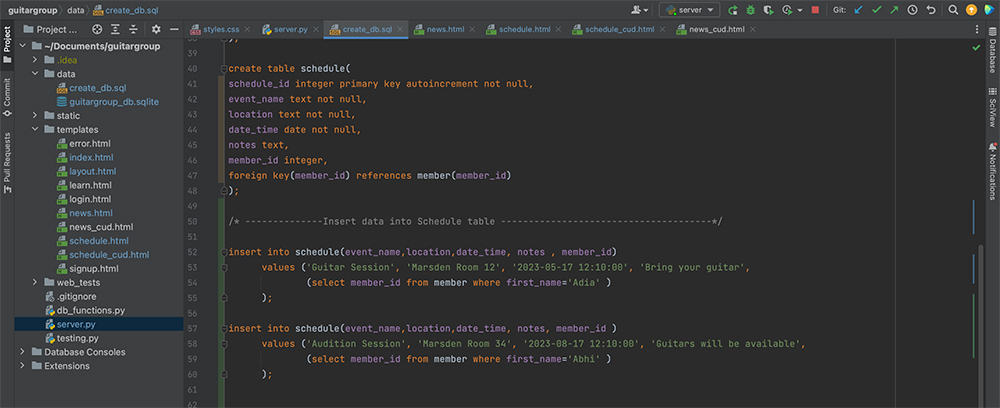 guitargroup data create_db.sql server Git:
Project ... styles.css server.py create_db.sql news.html schedule.html schedule_cud.html news_cud.html
guitargroup ~/Documents/guitargroup
.idea
data
create_db.sql
guitargroup_db.sqlite
static
templates
error.html
index.html
layout.html
learn.html
login.html
news.html
news_cud.html
schedule.html
schedule_cud.html
signup.html
web_tests
.gitignore
db_functions.py
server.py
testing.py
Database Consoles
Extensions
Project
Commit
Pull Requests
38 );
39
40 create table schedule(
41 schedule_id integer primary key autoincrement not null,
42 event_name text not null,
43 location text not null,
44 date_time date not null,
45 notes text,
46 member_id integer,
47 foreign key(member_id) references member(member_id)
48 );
49
50 /* --------------Insert data into Schedule table --------------------------------------*/
51
52 insert into schedule(event_name,location,date_time, notes , member_id)
53 values ('Guitar Session', 'Marsden Room 12', '2023-05-17 12:10:00', 'Bring your guitar',
54 (select member_id from member where first_name='Adia' )
55 );
56
57 insert into schedule(event_name,location,date_time, notes, member_id )
58 values ('Audition Session', 'Marsden Room 34', '2023-08-17 12:10:00', 'Guitars will be available',
59 (select member_id from member where first_name='Abhi' )
60 );
61
62
Database
SciView
Notifications